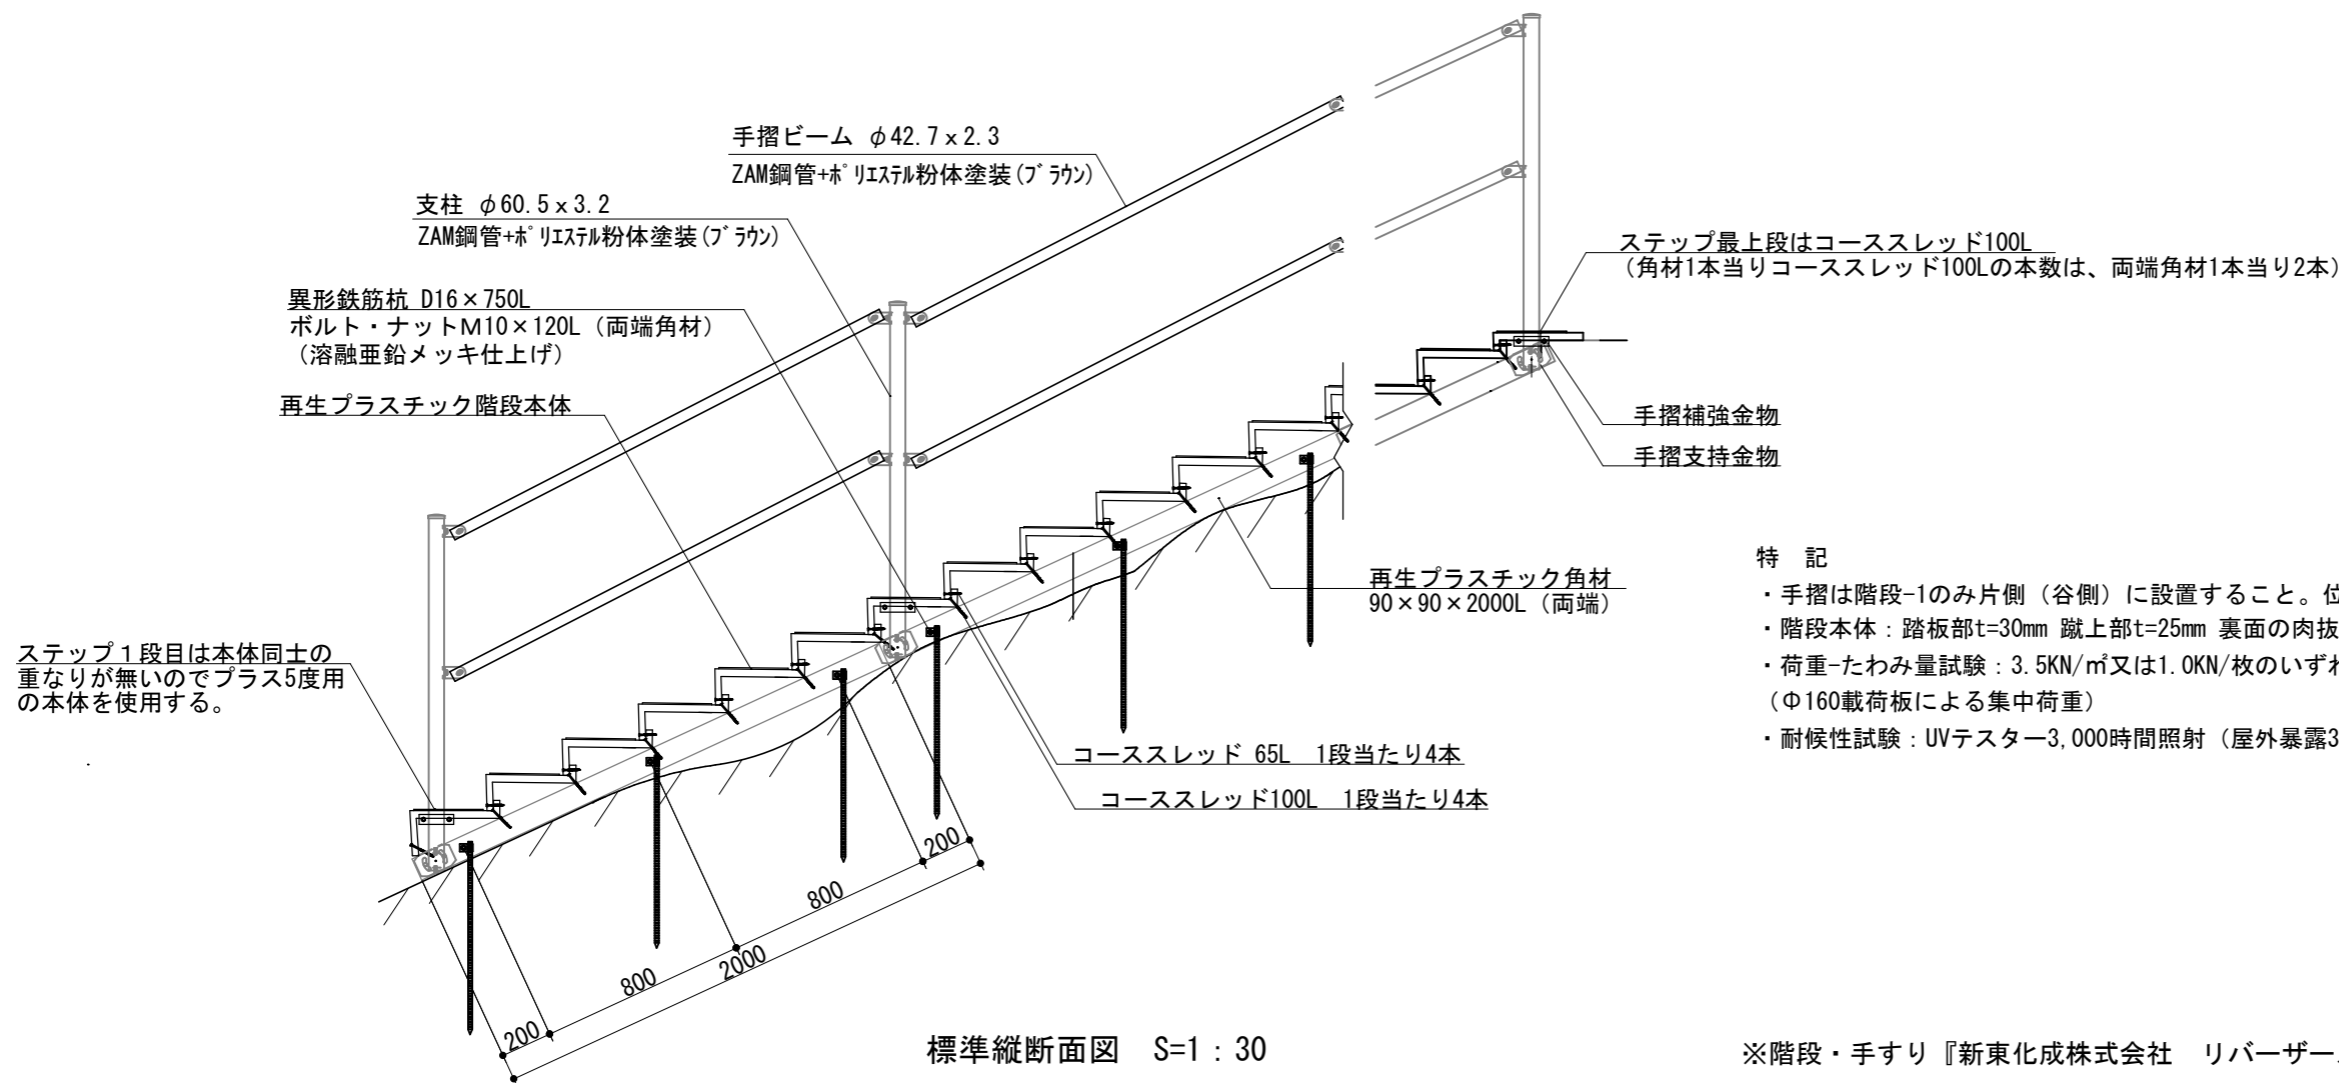 手摺ビーム φ42.7x2.3
ZAM鋼管+ポリエステル粉体塗装(ブラウン)
支柱 φ60.5x3.2
ZAM鋼管+ポリエステル粉体塗装(ブラウン)
異形鉄筋杭 D16×750L
ボルト・ナットM10×120L（両端角材）
（溶融亜鉛メッキ仕上げ）
再生プラスチック階段本体
ステップ１段目は本体同士の
重なりが無いのでプラス5度用
の本体を使用する。
ステップ最上段はコーススレッド100L
（角材1本当りコーススレッド100Lの本数は、両端角材1本当り2本）
手摺補強金物
手摺支持金物
再生プラスチック角材
90×90×2000L（両端）
コーススレッド 65L　1段当たり4本
コーススレッド100L　1段当たり4本
200
800
800
200
2000
特　記
・手摺は階段-1のみ片側（谷側）に設置すること。位
・階段本体：踏板部t=30mm 蹴上部t=25mm 裏面の肉抜
・荷重-たわみ量試験：3.5KN/㎡又は1.0KN/枚のいずれ
（Φ160載荷板による集中荷重）
・耐候性試験：UVテスター3,000時間照射（屋外暴露3
標準縦断面図　S=1：30
※階段・手すり『新東化成株式会社　リバーザー